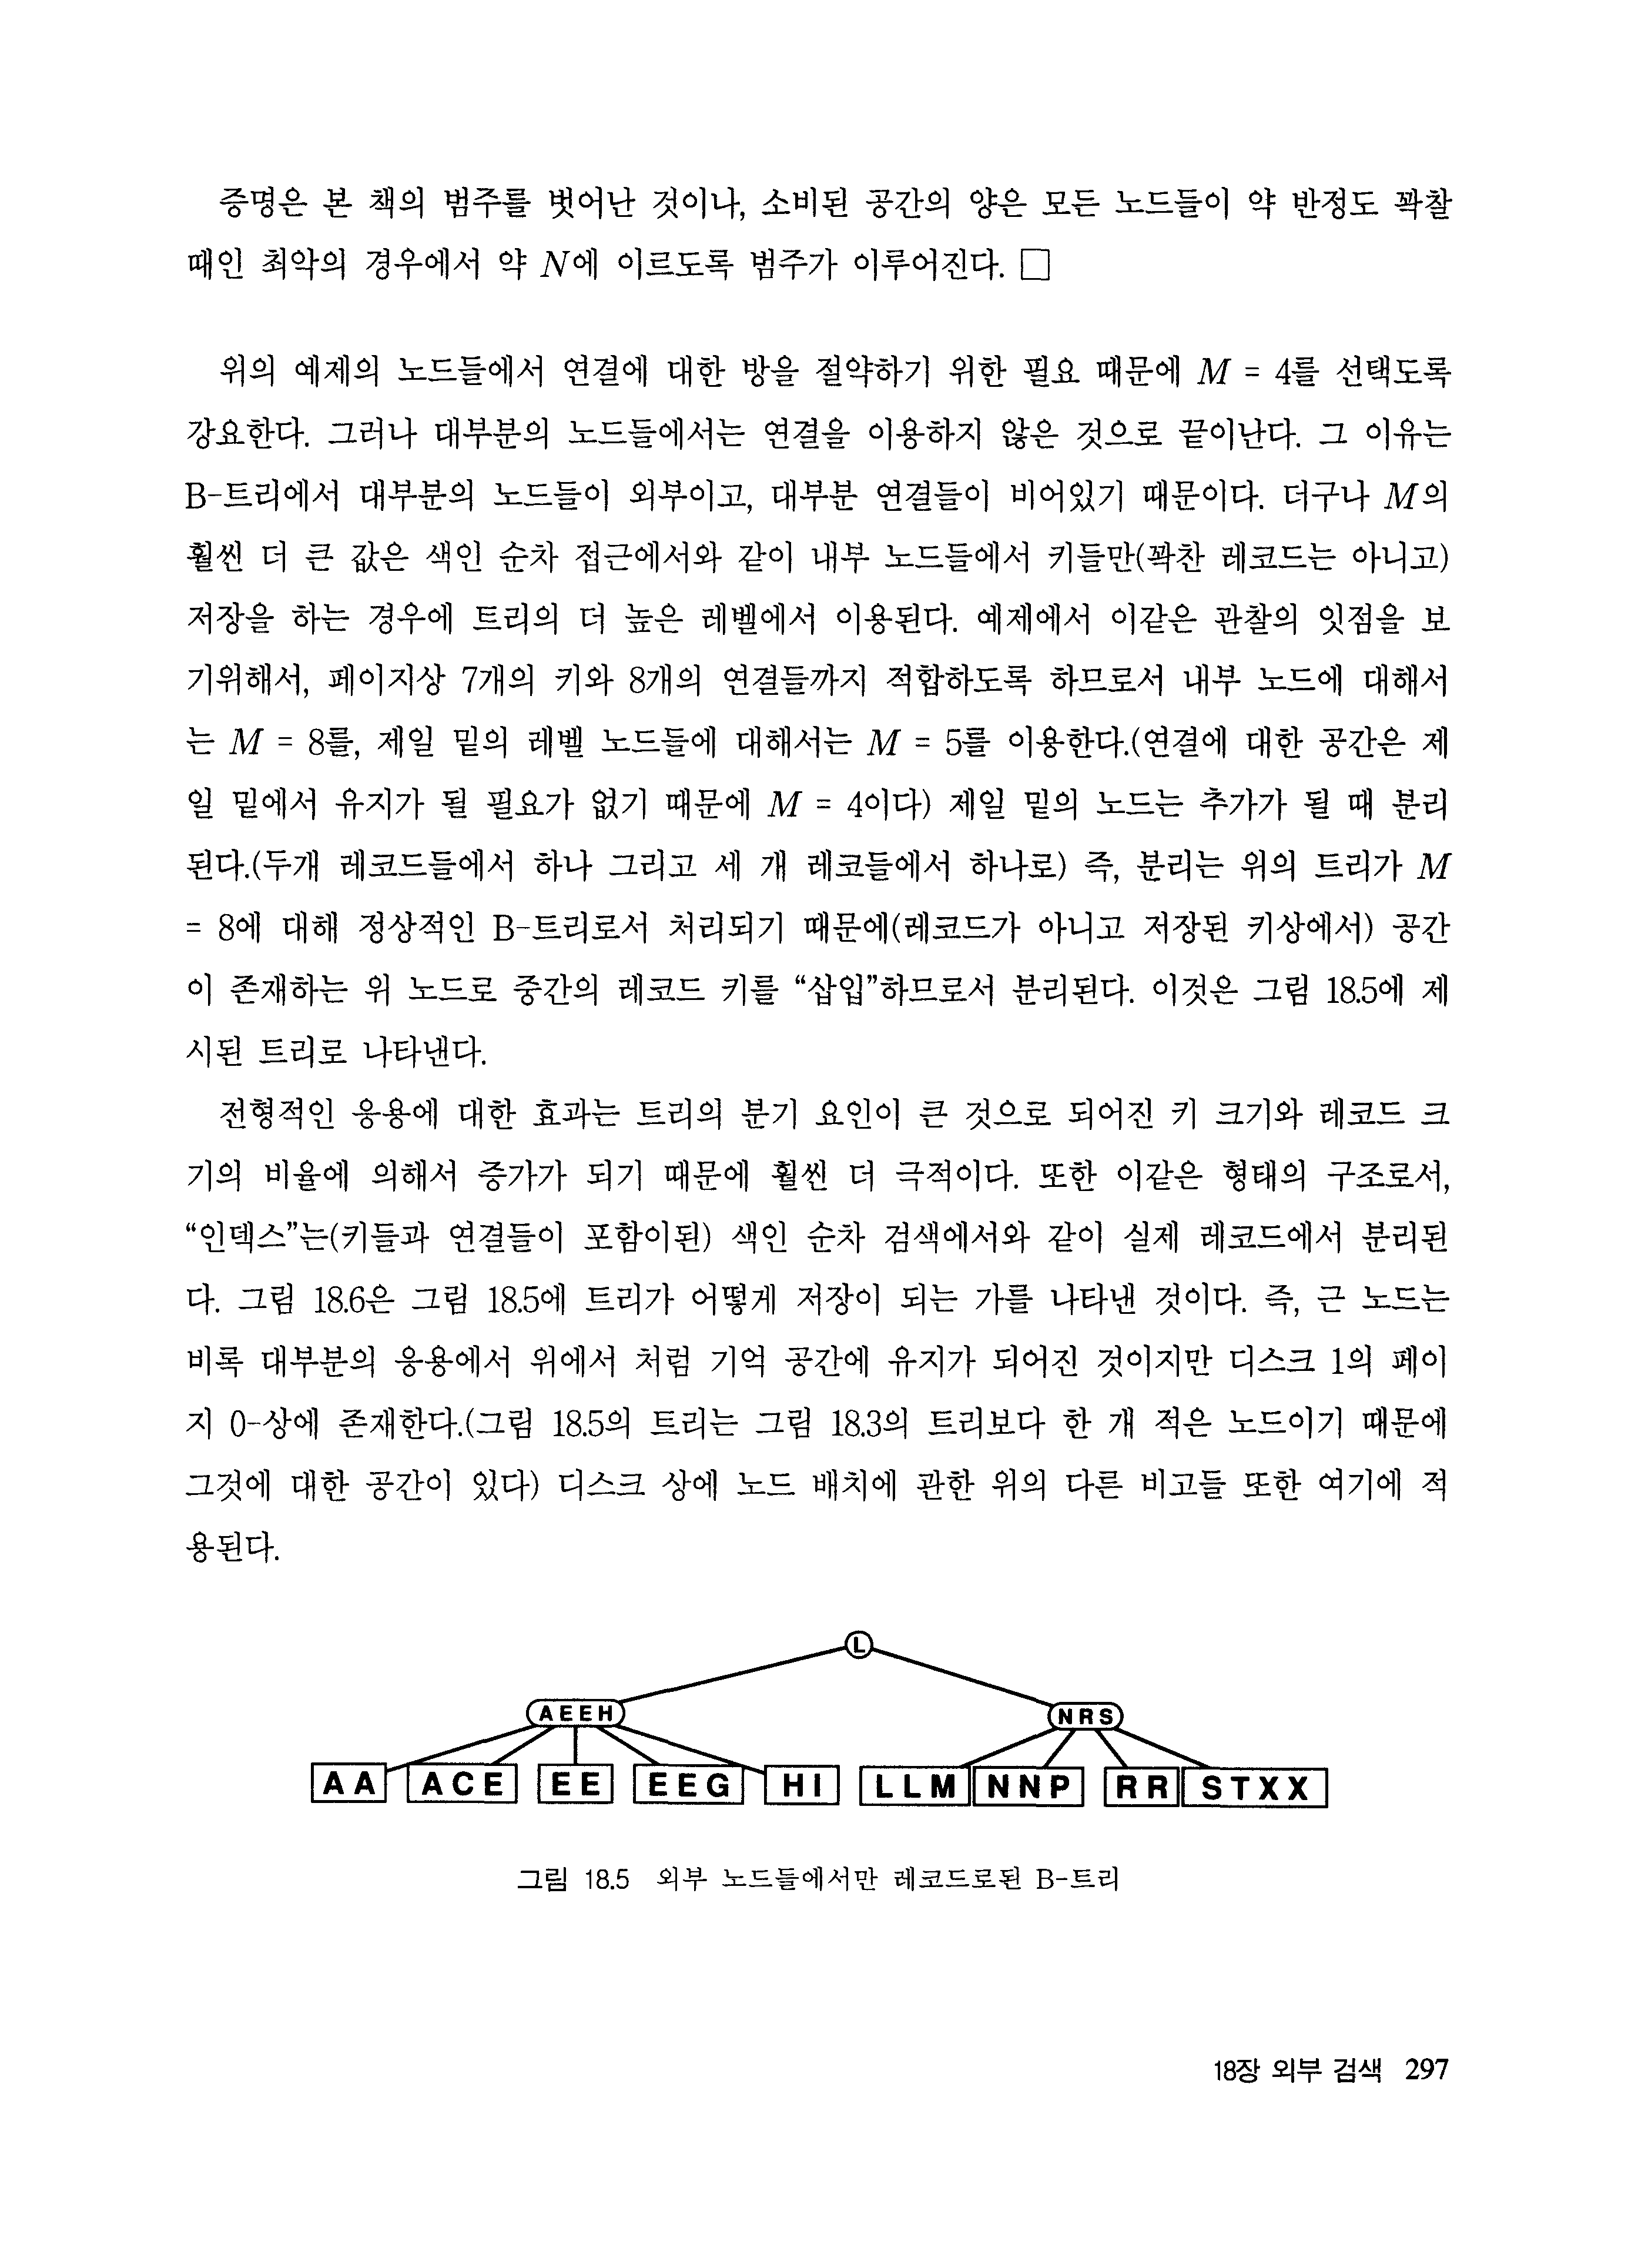 증명은 본 책의 범주를 벗어난 것이나, 소비된 공간의 양은 모든 노드들이 약 반정도 꽉찰
때인 최악의 경우에서 약 N에 이르도록 범주가 이루어진다. □
위의 예제의 노드들에서 연결에 대한 방을 절약하기 위한 필요 때문에 M = 4를 선택도록
강요한다. 그러나 대부분의 노드들에서는 연결을 이용하지 않은 것으로 끝이난다. 그 이유는
B-트리에서 대부분의 노드들이 외부이고, 대부분 연결들이 비어있기 때문이다. 더구나 M의
훨씬 더 큰 값은 색인 순차 접근에서와 같이 내부 노드들에서 키들만(꽉찬 레코드는 아니고)
저장을 하는 경우에 트리의 더 높은 레벨에서 이용된다. 예제에서 이같은 관찰의 잇점을 보
기위해서, 페이지상 7개의 키와 8개의 연결들까지 적합하도록 하므로서 내부 노드에 대해서
는 M = 8를, 제일 밑의 레벨 노드들에 대해서는 M = 5를 이용한다.(연결에 대한 공간은 제
일 밑에서 유지가 될 필요가 없기 때문에 M = 4이다) 제일 밑의 노드는 추가가 될 때 분리
된다.(두개 레코드들에서 하나 그리고 세 개 레코들에서 하나로) 즉, 분리는 위의 트리가 M
= 8에 대해 정상적인 B-트리로서 처리되기 때문에(레코드가 아니고 저장된 키상에서) 공간
이 존재하는 위 노드로 중간의 레코드 키를 “삽입”하므로서 분리된다. 이것은 그림 18.5에 제
시된 트리로 나타낸다.
전형적인 응용에 대한 효과는 트리의 분기 요인이 큰 것으로 되어진 키 크기와 레코드 크
기의 비율에 의해서 증가가 되기 때문에 훨씬 더 극적이다. 또한 이같은 형태의 구조로서,
“인덱스”는(키들과 연결들이 포함이된) 색인 순차 검색에서와 같이 실제 레코드에서 분리된
다. 그림 18.6은 그림 18.5에 트리가 어떻게 저장이 되는 가를 나타낸 것이다. 즉, 근 노드는
비록 대부분의 응용에서 위에서 처럼 기억 공간에 유지가 되어진 것이지만 디스크 1의 페이
지 0-상에 존재한다.(그림 18.5의 트리는 그림 18.3의 트리보다 한 개 적은 노드이기 때문에
그것에 대한 공간이 있다) 디스크 상에 노드 배치에 관한 위의 다른 비고들 또한 여기에 적
용된다.
L
A E E H N R S
A A A C E E E E E G H I L L M N N P R R S T X X
그림 18.5 외부 노드들에서만 레코드로된 B-트리
18장 외부 검색 297